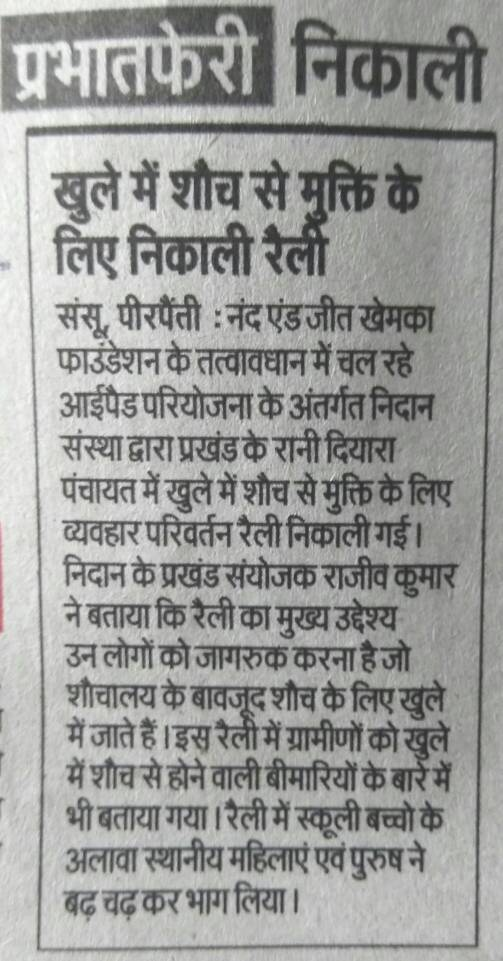 प्रभातफेरी निकाली
खुले में शौच से मुक्ति के
लिए निकाली रैली
संसू, पीरपैंती : नंद एंड जीत खेमका
फाउंडेशन के तत्वावधान में चल रहे
आईपैड परियोजना के अंतर्गत निदान
संस्था द्वारा प्रखंड के रानी दियारा
पंचायत में खुले में शौच से मुक्ति के लिए
व्यवहार परिवर्तन रैली निकाली गई।
निदान के प्रखंड संयोजक राजीव कुमार
ने बताया कि रैली का मुख्य उद्देश्य
उन लोगों को जागरुक करना है जो
शौचालय के बावजूद शौच के लिए खुले
में जाते हैं। इस रैली में ग्रामीणों को खुले
में शौच से होने वाली बीमारियों के बारे में
भी बताया गया। रैली में स्कूली बच्चो के
अलावा स्थानीय महिलाएं एवं पुरुष ने
बढ़ चढ़ कर भाग लिया।